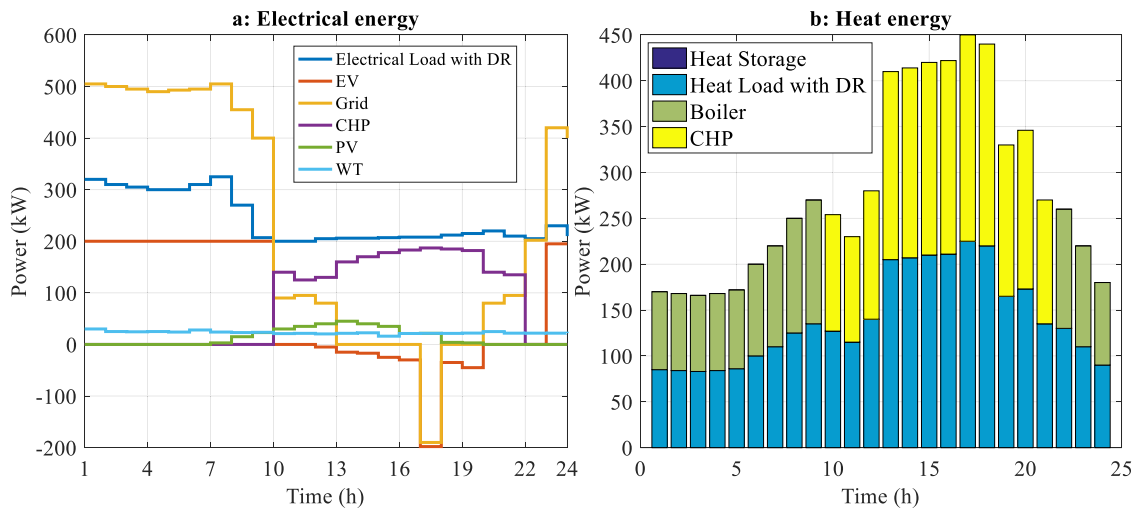 a: Electrical energy
600
500
400
300
200
100
0
-100
-200
Power (kW)
Electrical Load with DR
EV
Grid
CHP
PV
WT
1 4 7 10 13 16 19 22 24
Time (h)
b: Heat energy
450
400
350
300
250
200
150
100
50
0
Power (kW)
Heat Storage
Heat Load with DR
Boiler
CHP
0 5 10 15 20 25
Time (h)